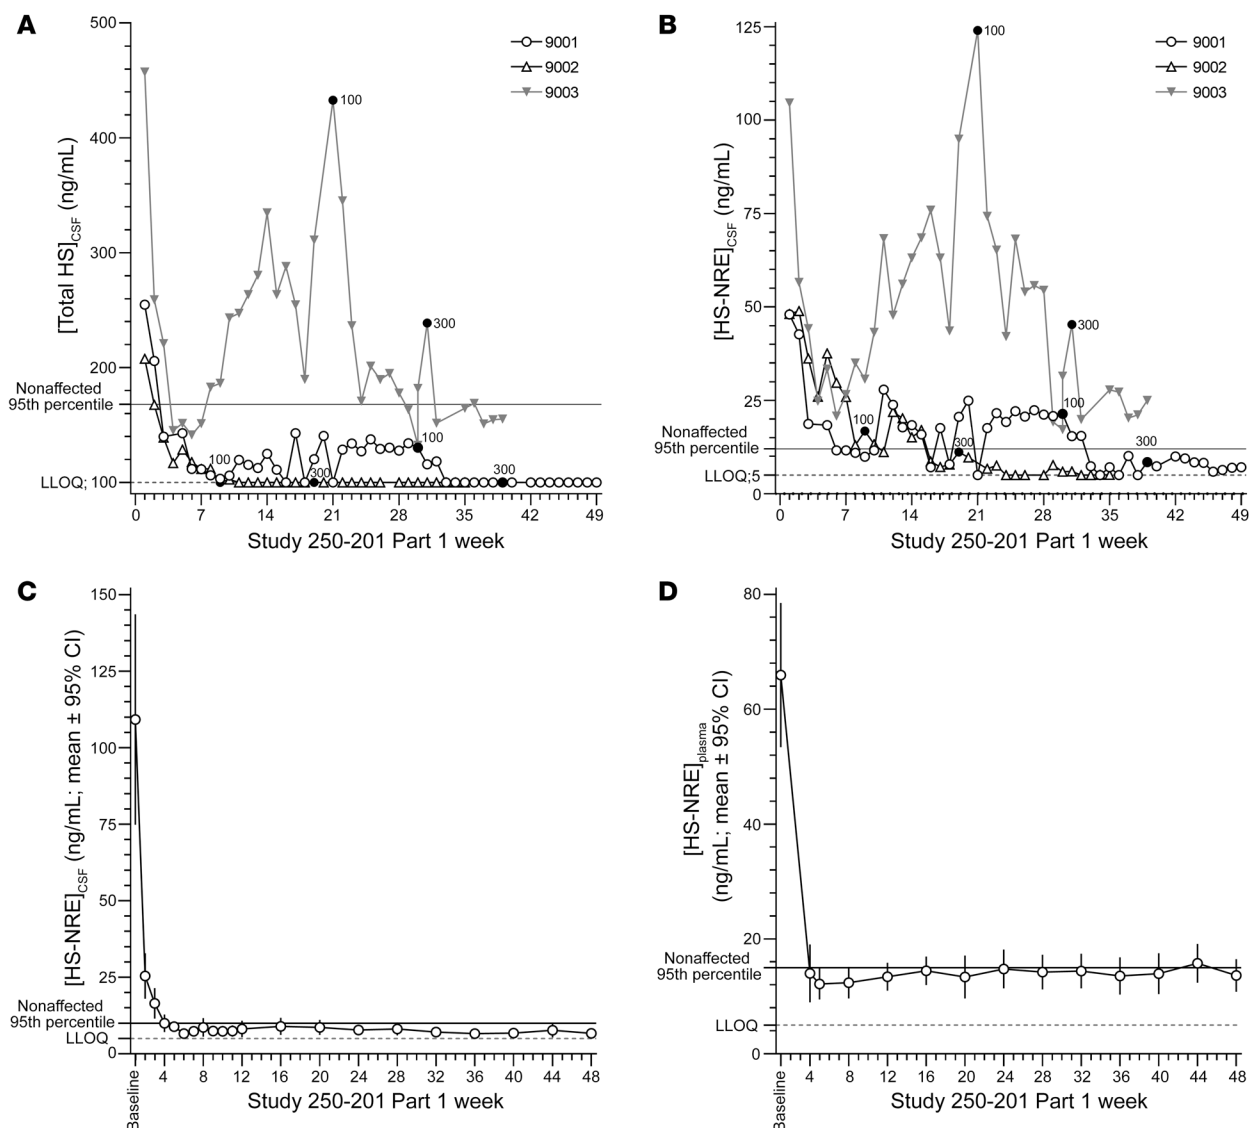 A
500
400
300
200
LLOQ; 100
[Total HS]CSF (ng/mL)
Nonaffected
95th percentile
9001
9002
9003
100
300
100
100
300
300
0 7 14 21 28 35 42 49
Study 250-201 Part 1 week
B
125
100
75
50
25
LLOQ;5
0
[HS-NRE]CSF (ng/mL)
Nonaffected
95th percentile
9001
9002
9003
100
300
100
100
300
300
0 7 14 21 28 35 42 49
Study 250-201 Part 1 week
C
150
125
100
75
50
25
0
[HS-NRE]CSF (ng/mL; mean ± 95% CI)
Nonaffected
95th percentile
LLOQ
Baseline 4 8 12 16 20 24 28 32 36 40 44 48
Study 250-201 Part 1 week
D
80
60
40
20
0
[HS-NRE]plasma
(ng/mL; mean ± 95% CI)
Nonaffected
95th percentile
LLOQ
Baseline 4 8 12 16 20 24 28 32 36 40 44 48
Study 250-201 Part 1 week